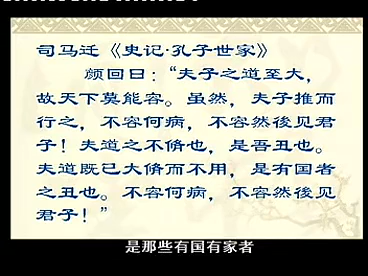 司马迁《史记·孔子世家》
颜回曰：“夫子之道至大，
故天下莫能容。虽然，夫子推而
行之，不容何病，不容然後见君
子！夫道之不脩也，是吾丑也。
夫道既已大脩而不用，是有国者
之丑也。不容何病，不容然後见
君子！”
是那些有国有家者